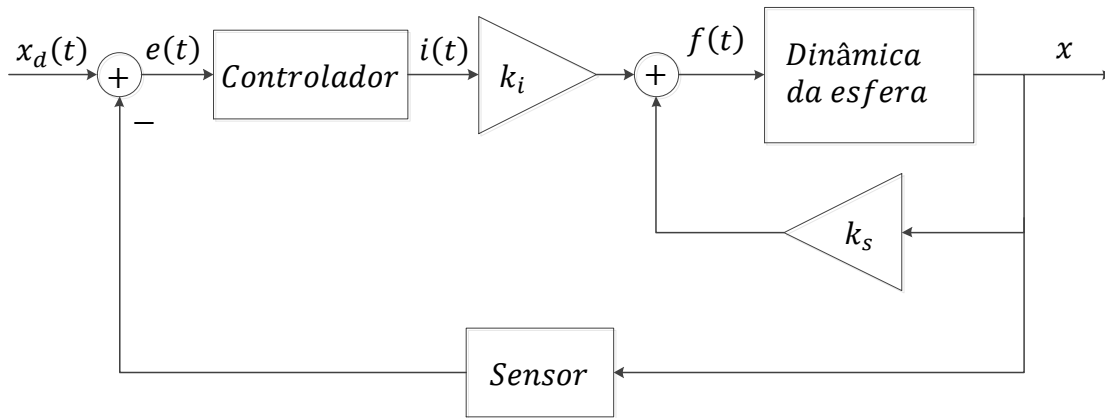 x_d(t)
+
−
e(t)
Controlador
i(t)
k_i
+
f(t)
Dinâmica
da esfera
x
k_s
Sensor